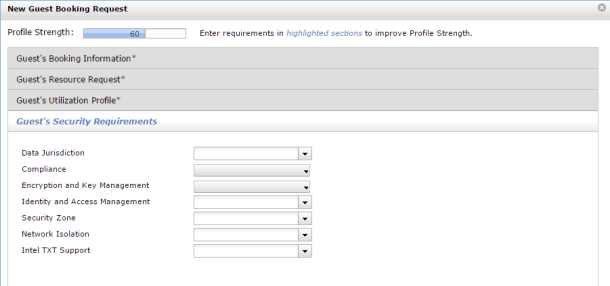 New Guest Booking Request
Profile Strength: 60 Enter requirements in highlighted sections to improve Profile Strength.
Guest's Booking Information*
Guest's Resource Request*
Guest's Utilization Profile*
Guest's Security Requirements
Data Jurisdiction
Compliance
Encryption and Key Management
Identity and Access Management
Security Zone
Network Isolation
Intel TXT Support